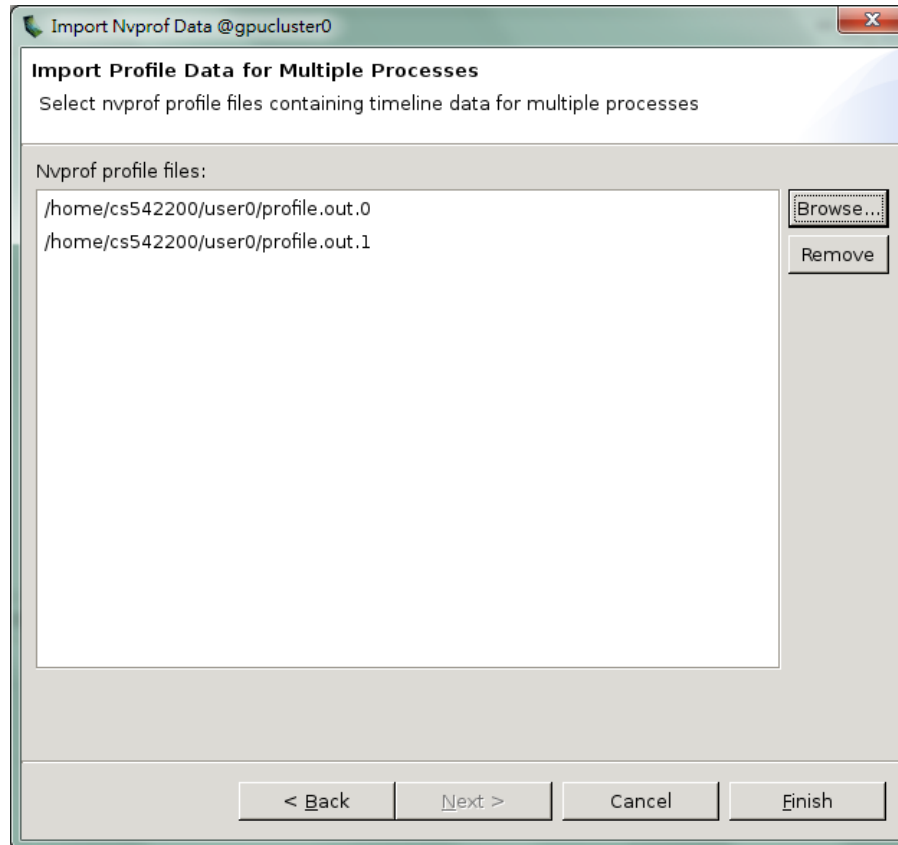 Import Nvprof Data @gpucluster0
x
Import Profile Data for Multiple Processes
Select nvprof profile files containing timeline data for multiple processes
Nvprof profile files:
/home/cs542200/user0/profile.out.0
/home/cs542200/user0/profile.out.1
Browse...
Remove
< Back
Next >
Cancel
Finish